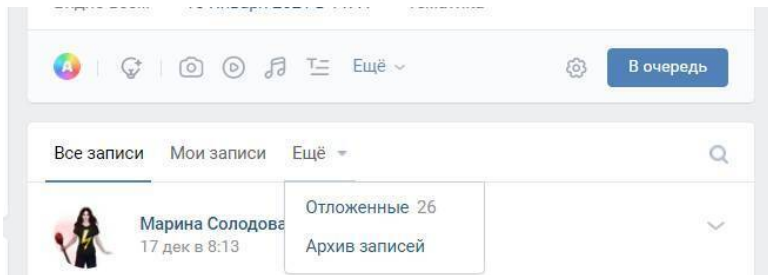 Ещё
В очередь
Все записи Мои записи Ещё
Отложенные 26
Марина Солодова
17 дек в 8:13
Архив записей